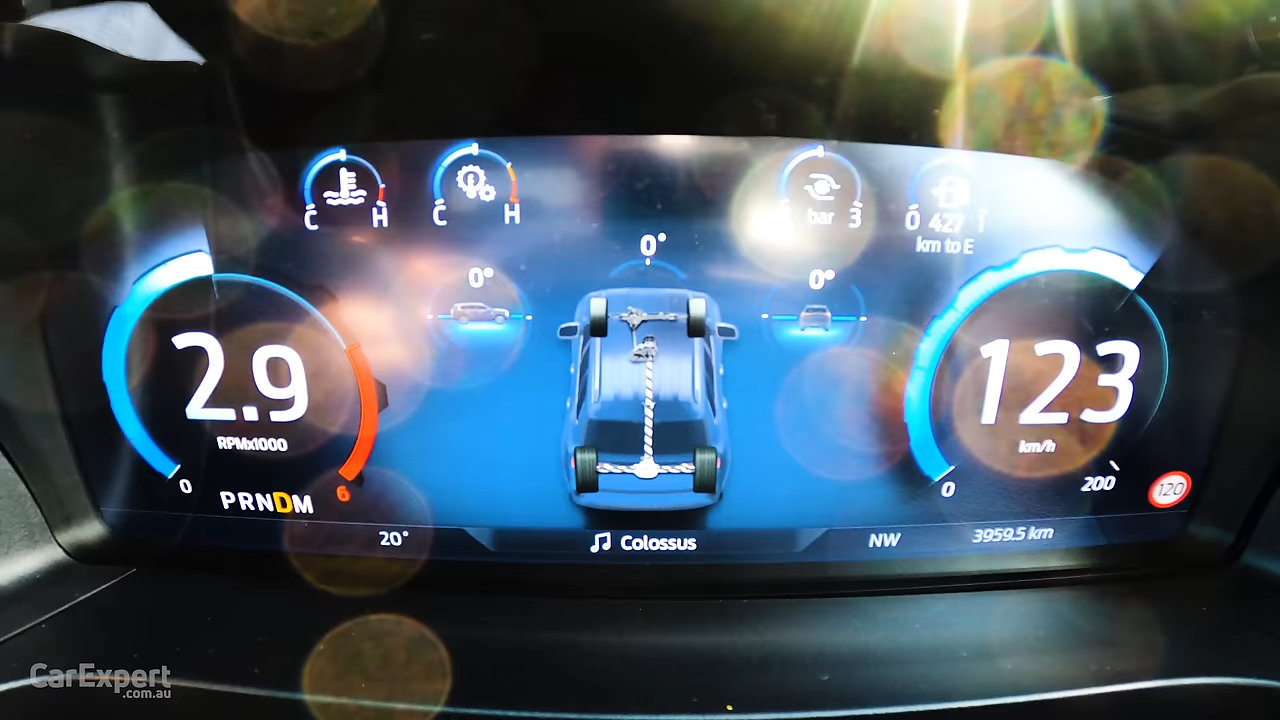 C H
C H
bar 3
0 427 1
km to E
0°
0°
0°
2.9
RPMx1000
0
6
PRNDM
123
km/h
0
200
120
20°
Colossus
NW
3959.5 km
CarExpert
.com.au